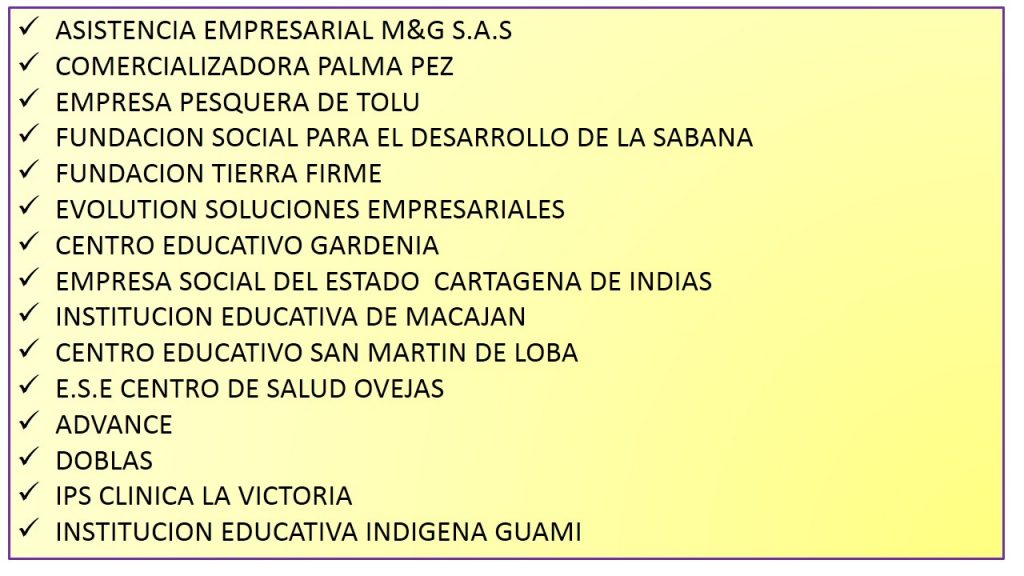 ✓ ASISTENCIA EMPRESARIAL M&G S.A.S
✓ COMERCIALIZADORA PALMA PEZ
✓ EMPRESA PESQUERA DE TOLU
✓ FUNDACION SOCIAL PARA EL DESARROLLO DE LA SABANA
✓ FUNDACION TIERRA FIRME
✓ EVOLUTION SOLUCIONES EMPRESARIALES
✓ CENTRO EDUCATIVO GARDENIA
✓ EMPRESA SOCIAL DEL ESTADO  CARTAGENA DE INDIAS
✓ INSTITUCION EDUCATIVA DE MACAJAN
✓ CENTRO EDUCATIVO SAN MARTIN DE LOBA
✓ E.S.E CENTRO DE SALUD OVEJAS
✓ ADVANCE
✓ DOBLAS
✓ IPS CLINICA LA VICTORIA
✓ INSTITUCION EDUCATIVA INDIGENA GUAMI